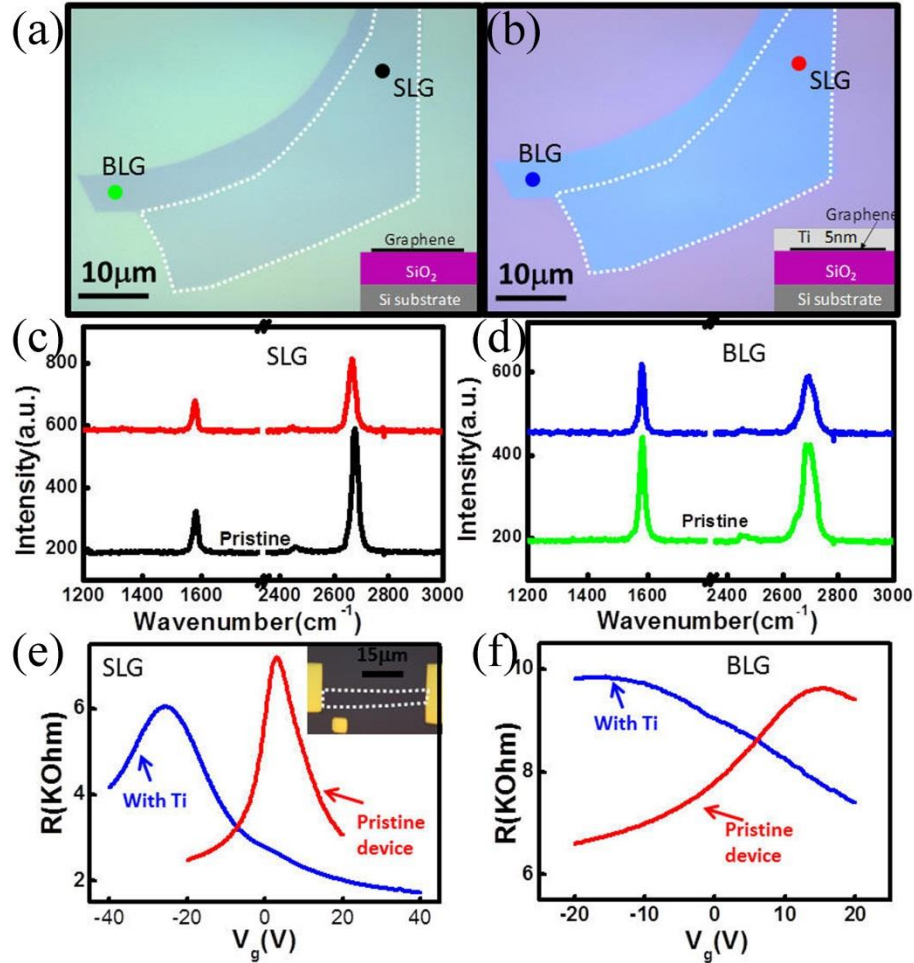 (a)
SLG
BLG
10μm
Graphene
SiO2
Si substrate
(b)
SLG
BLG
10μm
Graphene
Ti 5nm
SiO2
Si substrate
(c)
SLG
800
600
400
200
Pristine
1200 1400 1600 2400 2600 2800 3000
Intensity(a.u.)
Wavenumber(cm-1)
(d)
BLG
600
400
200
Pristine
1200 1400 1600 2400 2600 2800 3000
Intensity(a.u.)
Wavenumber(cm-1)
(e)
SLG
15μm
6
4
2
With Ti
Pristine
device
-40 -20 0 20 40
R(KOhm)
Vg(V)
(f)
BLG
10
8
6
With Ti
Pristine
device
-20 -10 0 10 20
R(KOhm)
Vg(V)